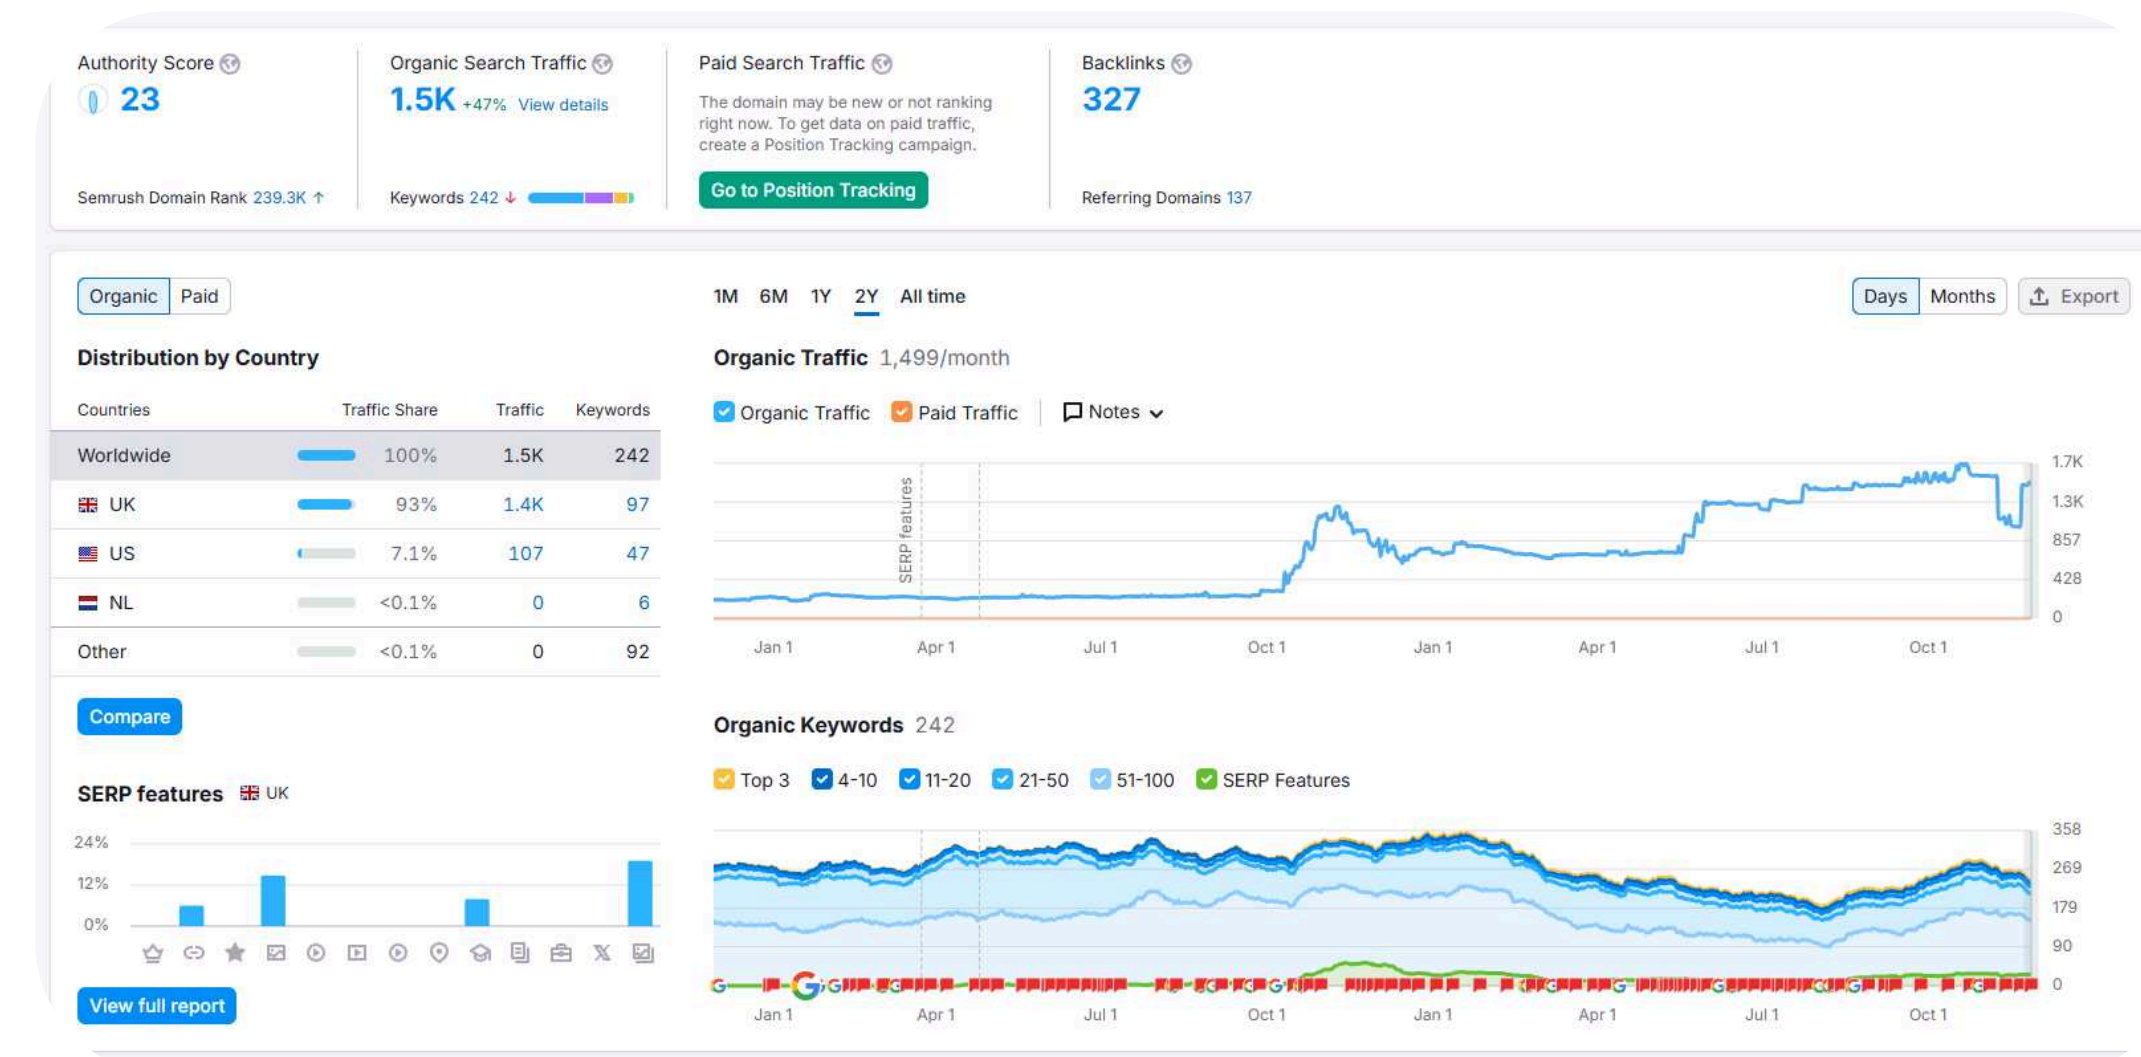 Authority Score
23
Semrush Domain Rank 239.3K ↑
Organic Search Traffic
1.5K +47% View details
Keywords 242 ↓
Paid Search Traffic
The domain may be new or not ranking
right now. To get data on paid traffic,
create a Position Tracking campaign.
Go to Position Tracking
Backlinks
327
Referring Domains 137
Organic Paid
Distribution by Country
Countries Traffic Share Traffic Keywords
Worldwide 100% 1.5K 242
UK 93% 1.4K 97
US 7.1% 107 47
NL <0.1% 0 6
Other <0.1% 0 92
Compare
SERP features UK
24%
12%
0%
View full report
1M 6M 1Y 2Y All time
Days Months Export
Organic Traffic 1,499/month
Organic Traffic Paid Traffic Notes
SERP features
1.7K
1.3K
857
428
0
Jan 1 Apr 1 Jul 1 Oct 1 Jan 1 Apr 1 Jul 1 Oct 1
Organic Keywords 242
Top 3 4-10 11-20 21-50 51-100 SERP Features
358
269
179
90
0
Jan 1 Apr 1 Jul 1 Oct 1 Jan 1 Apr 1 Jul 1 Oct 1